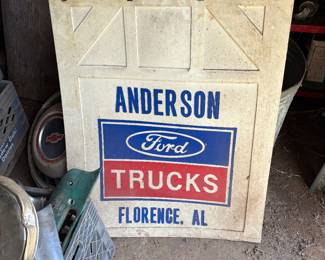 ANDERSON
Ford
TRUCKS
FLORENCE, AL